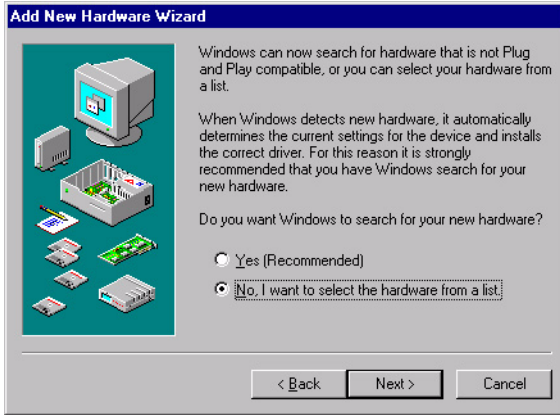 Add New Hardware Wizard
Windows can now search for hardware that is not Plug
and Play compatible, or you can select your hardware from
a list.
When Windows detects new hardware, it automatically
determines the current settings for the device and installs
the correct driver. For this reason it is strongly
recommended that you have Windows search for your
new hardware.
Do you want Windows to search for your new hardware?
Yes (Recommended)
No, I want to select the hardware from a list.
< Back
Next >
Cancel